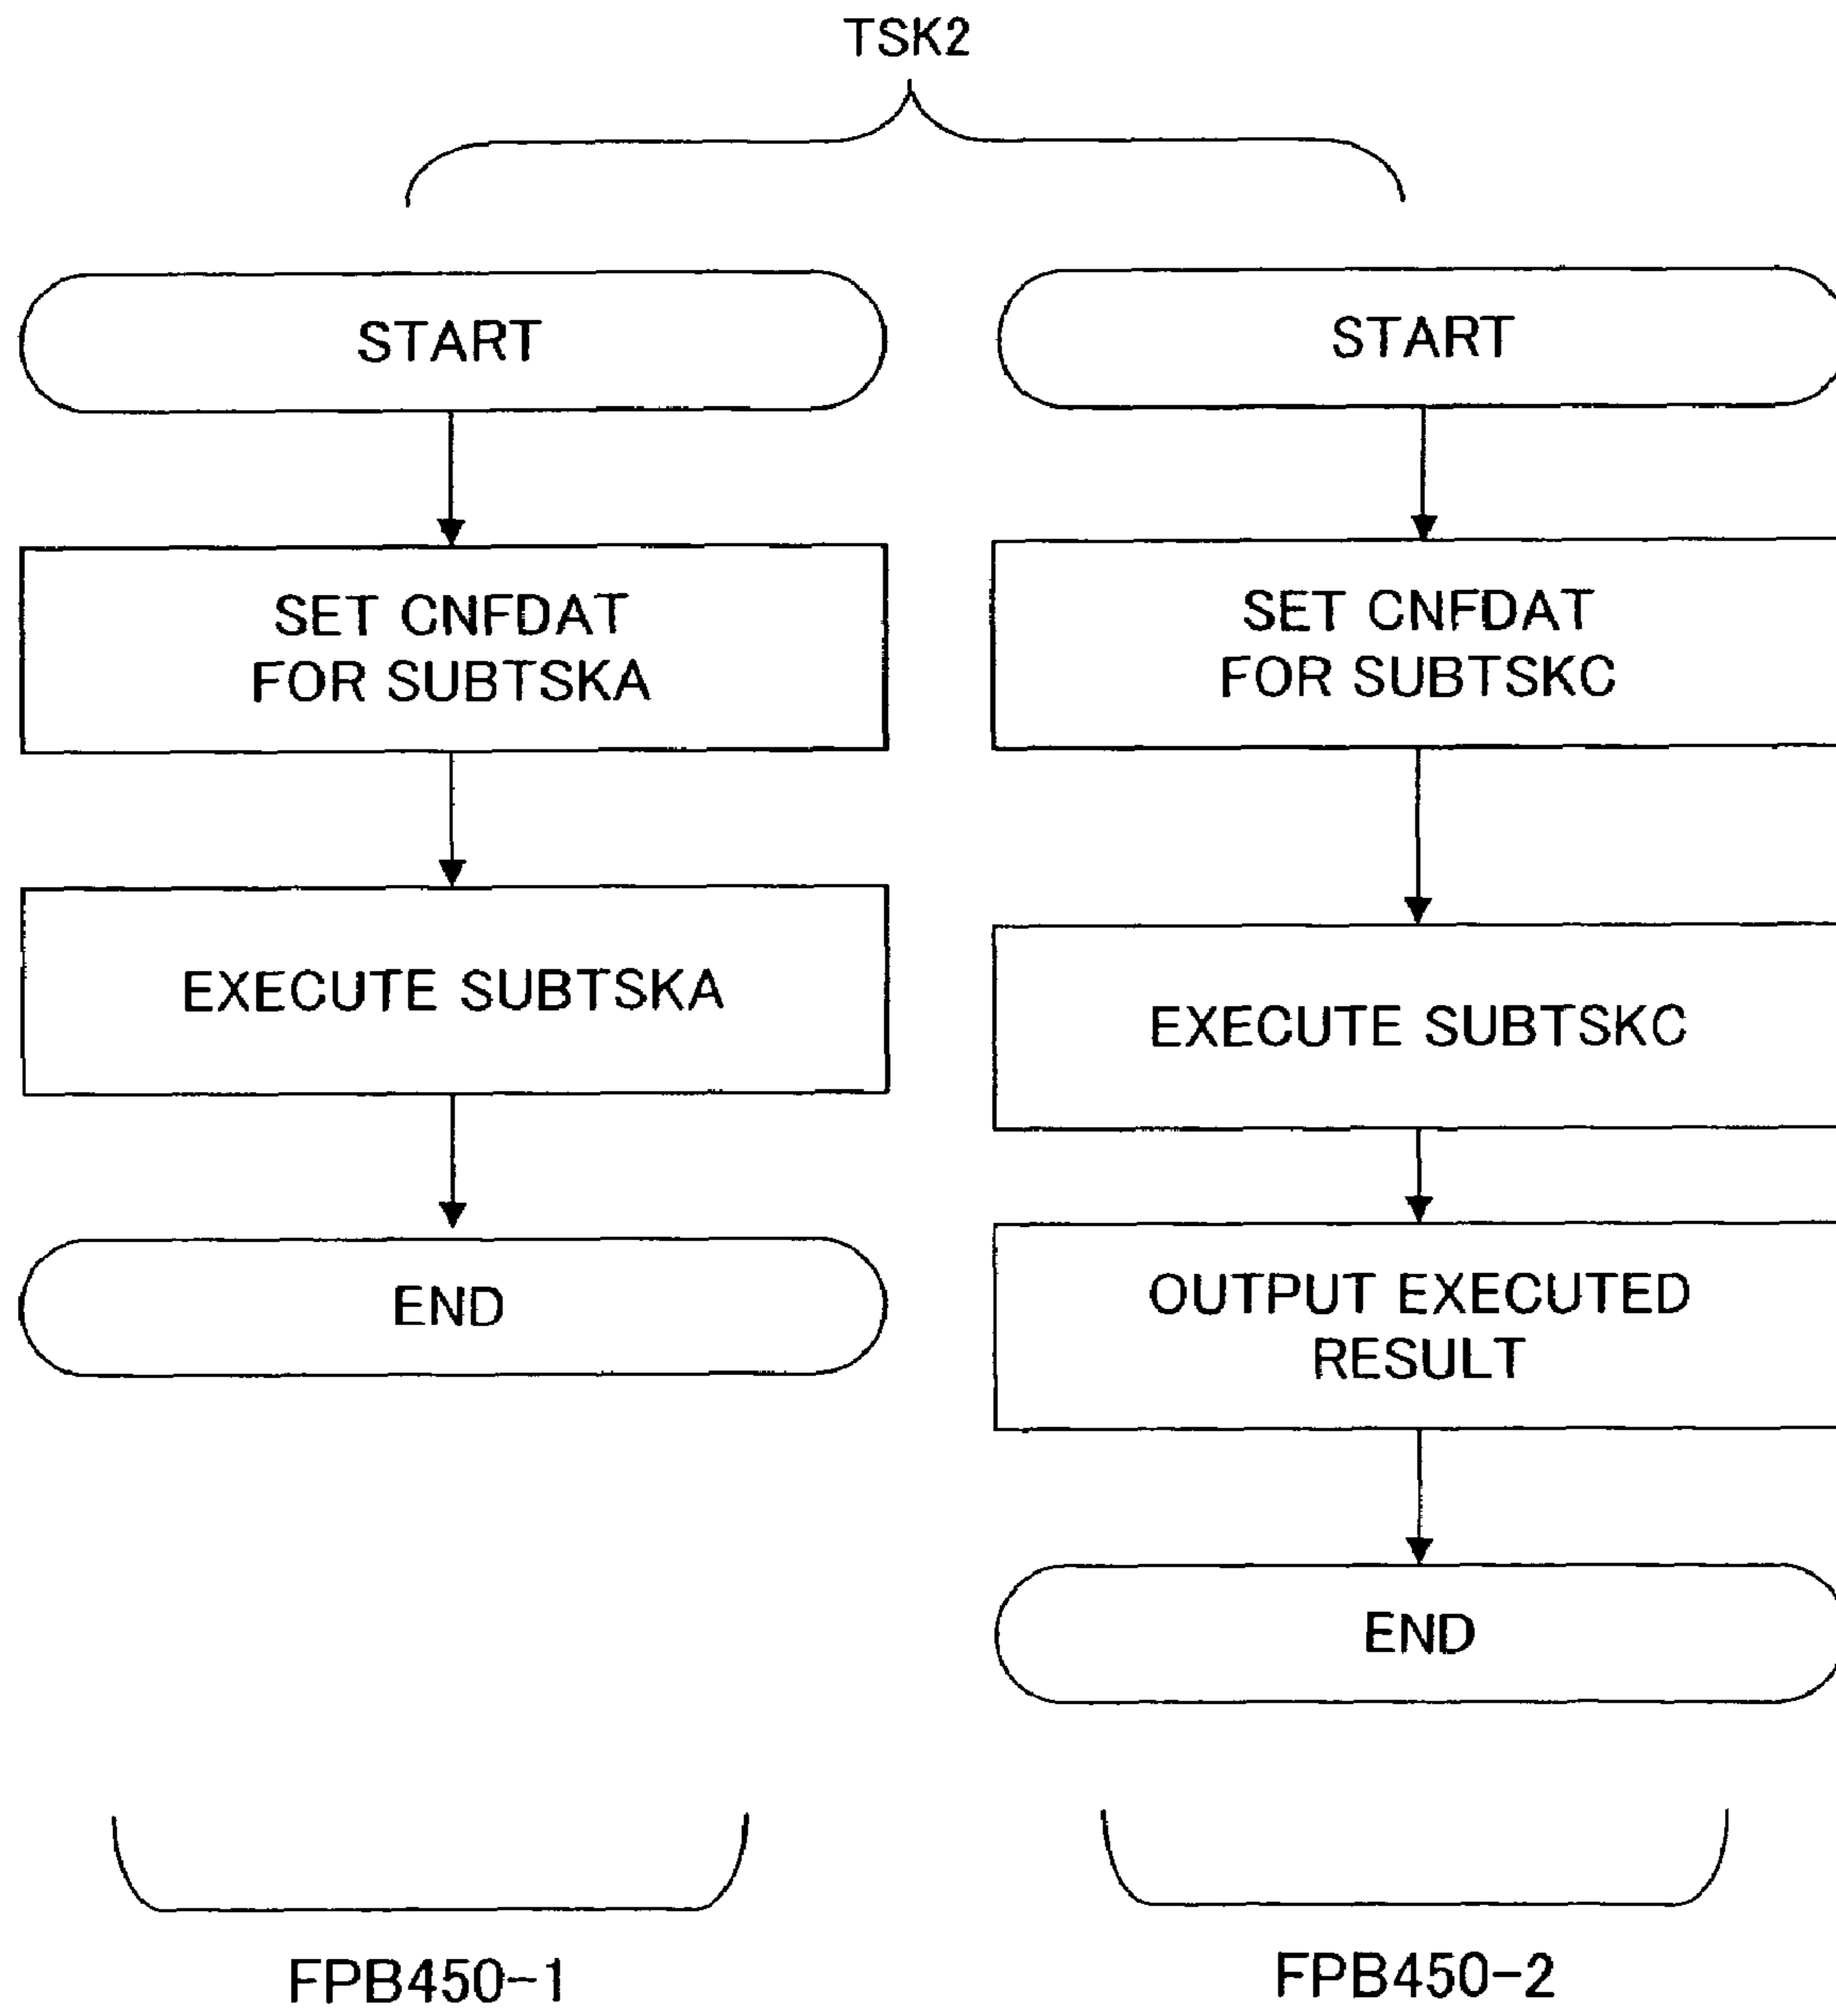 TSK2
START
SET CNFDAT
FOR SUBTSKA
EXECUTE SUBTSKA
END
FPB450-1
START
SET CNFDAT
FOR SUBTSKC
EXECUTE SUBTSKC
OUTPUT EXECUTED
RESULT
END
FPB450-2